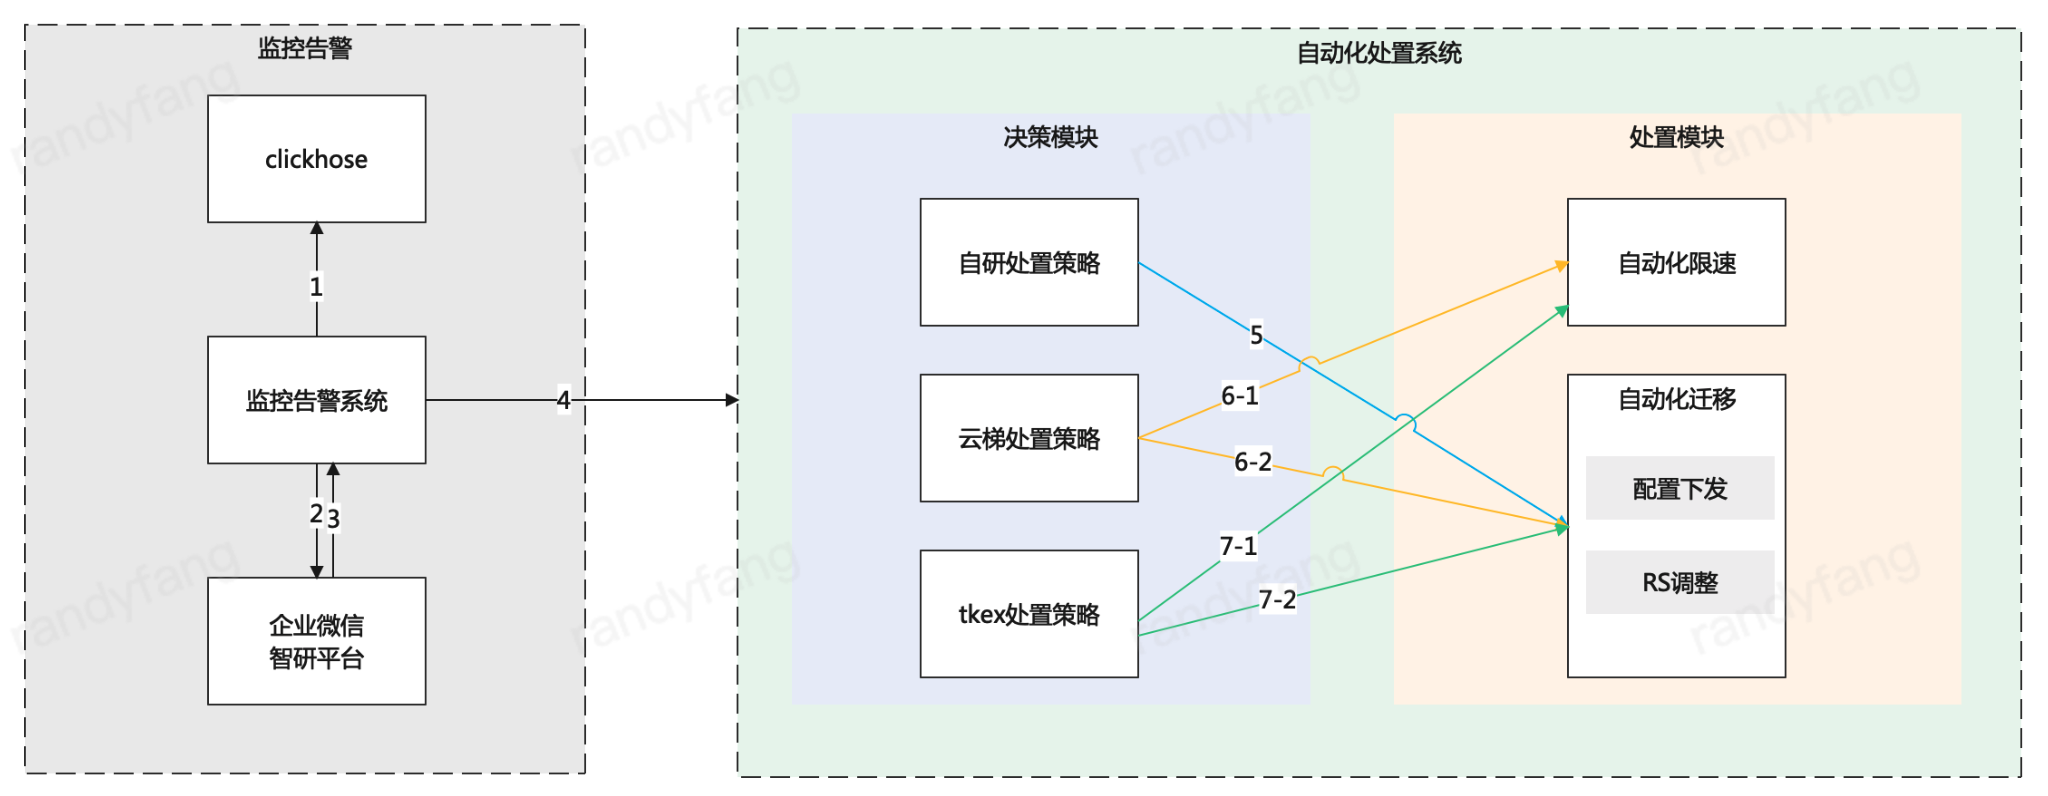 监控告警
clickhose
1
监控告警系统
2
3
企业微信
智研平台
4
自动化处置系统
决策模块
自研处置策略
云梯处置策略
tkex处置策略
5
6-1
6-2
7-1
7-2
处置模块
自动化限速
自动化迁移
配置下发
RS调整
randyfang
randyfang
randyfang
randyfang
randyfang
randyfang
randyfang
randyfang